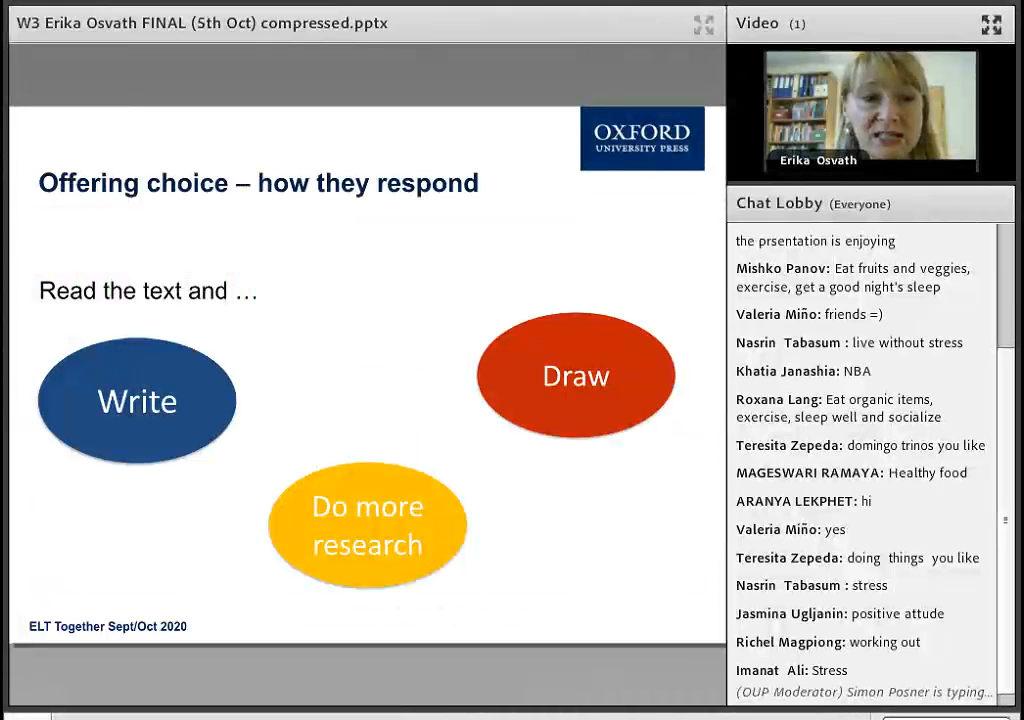 W3 Erika Osvath FINAL (5th Oct) compressed.pptx
OXFORD
UNIVERSITY PRESS
Offering choice – how they respond
Read the text and …
Write
Draw
Do more
research
ELT Together Sept/Oct 2020
Video (1)
Erika Osvath
Chat Lobby (Everyone)
the prsentation is enjoying
Mishko Panov: Eat fruits and veggies,
exercise, get a good night's sleep
Valeria Miño: friends =)
Nasrin Tabasum : live without stress
Khatia Janashia: NBA
Roxana Lang: Eat organic items,
exercise, sleep well and socialize
Teresita Zepeda: domingo trinos you like
MAGESWARI RAMAYA: Healthy food
ARANYA LEKPHET: hi
Valeria Miño: yes
Teresita Zepeda: doing things you like
Nasrin Tabasum : stress
Jasmina Ugljanin: positive attude
Richel Magpiong: working out
Imanat Ali: Stress
(OUP Moderator) Simon Posner is typing...